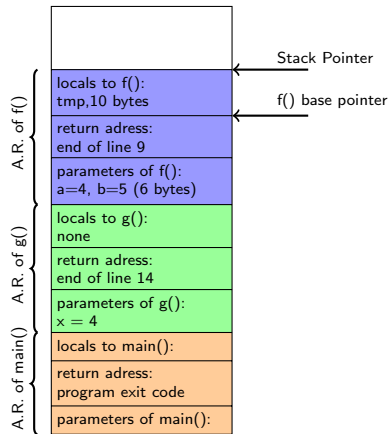 Stack Pointer
locals to f():
tmp,10 bytes
f() base pointer
return adress:
end of line 9
parameters of f():
a=4, b=5 (6 bytes)
A.R. of f()
locals to g():
none
return adress:
end of line 14
parameters of g():
x = 4
A.R. of g()
locals to main():
return adress:
program exit code
parameters of main():
A.R. of main()